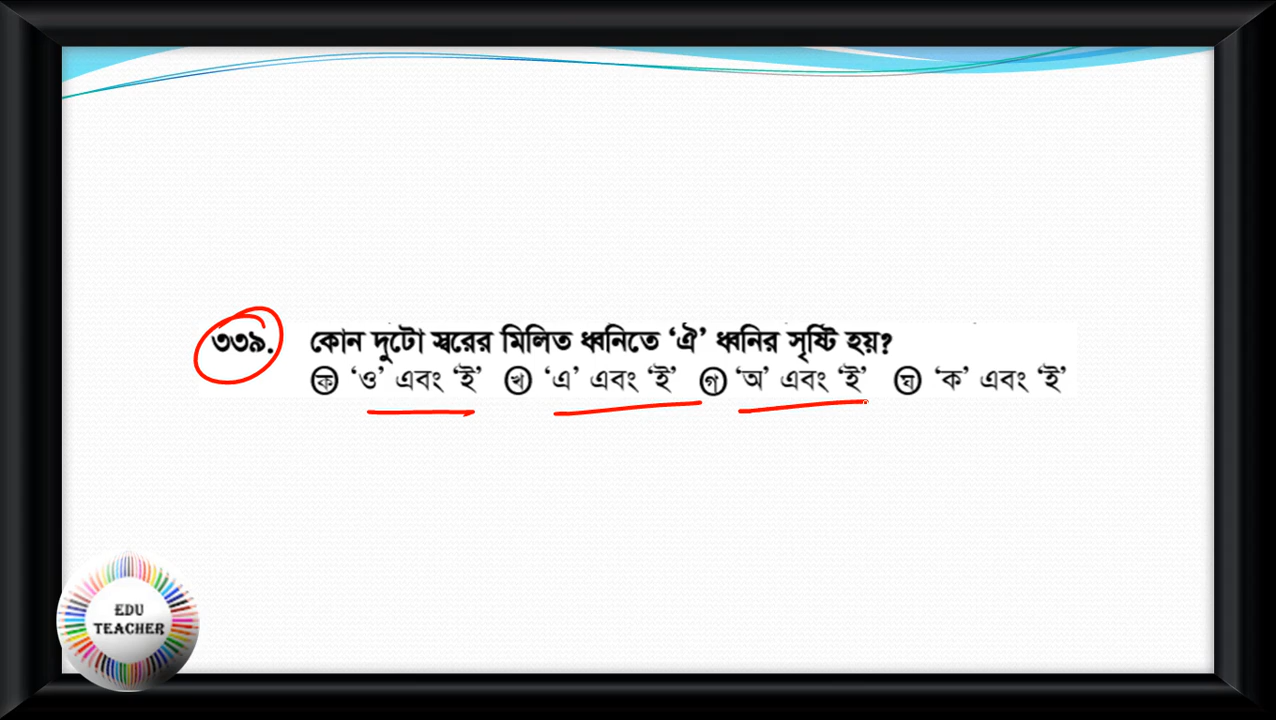 ৩৩৯. কোন দুটো স্বরের মিলিত ধ্বনিতে ‘ঐ’ ধ্বনির সৃষ্টি হয়?
ক ‘ও’ এবং ‘ই’ খ ‘এ’ এবং ‘ই’ গ ‘অ’ এবং ‘ই’ ঘ ‘ক’ এবং ‘ই’
EDU
TEACHER